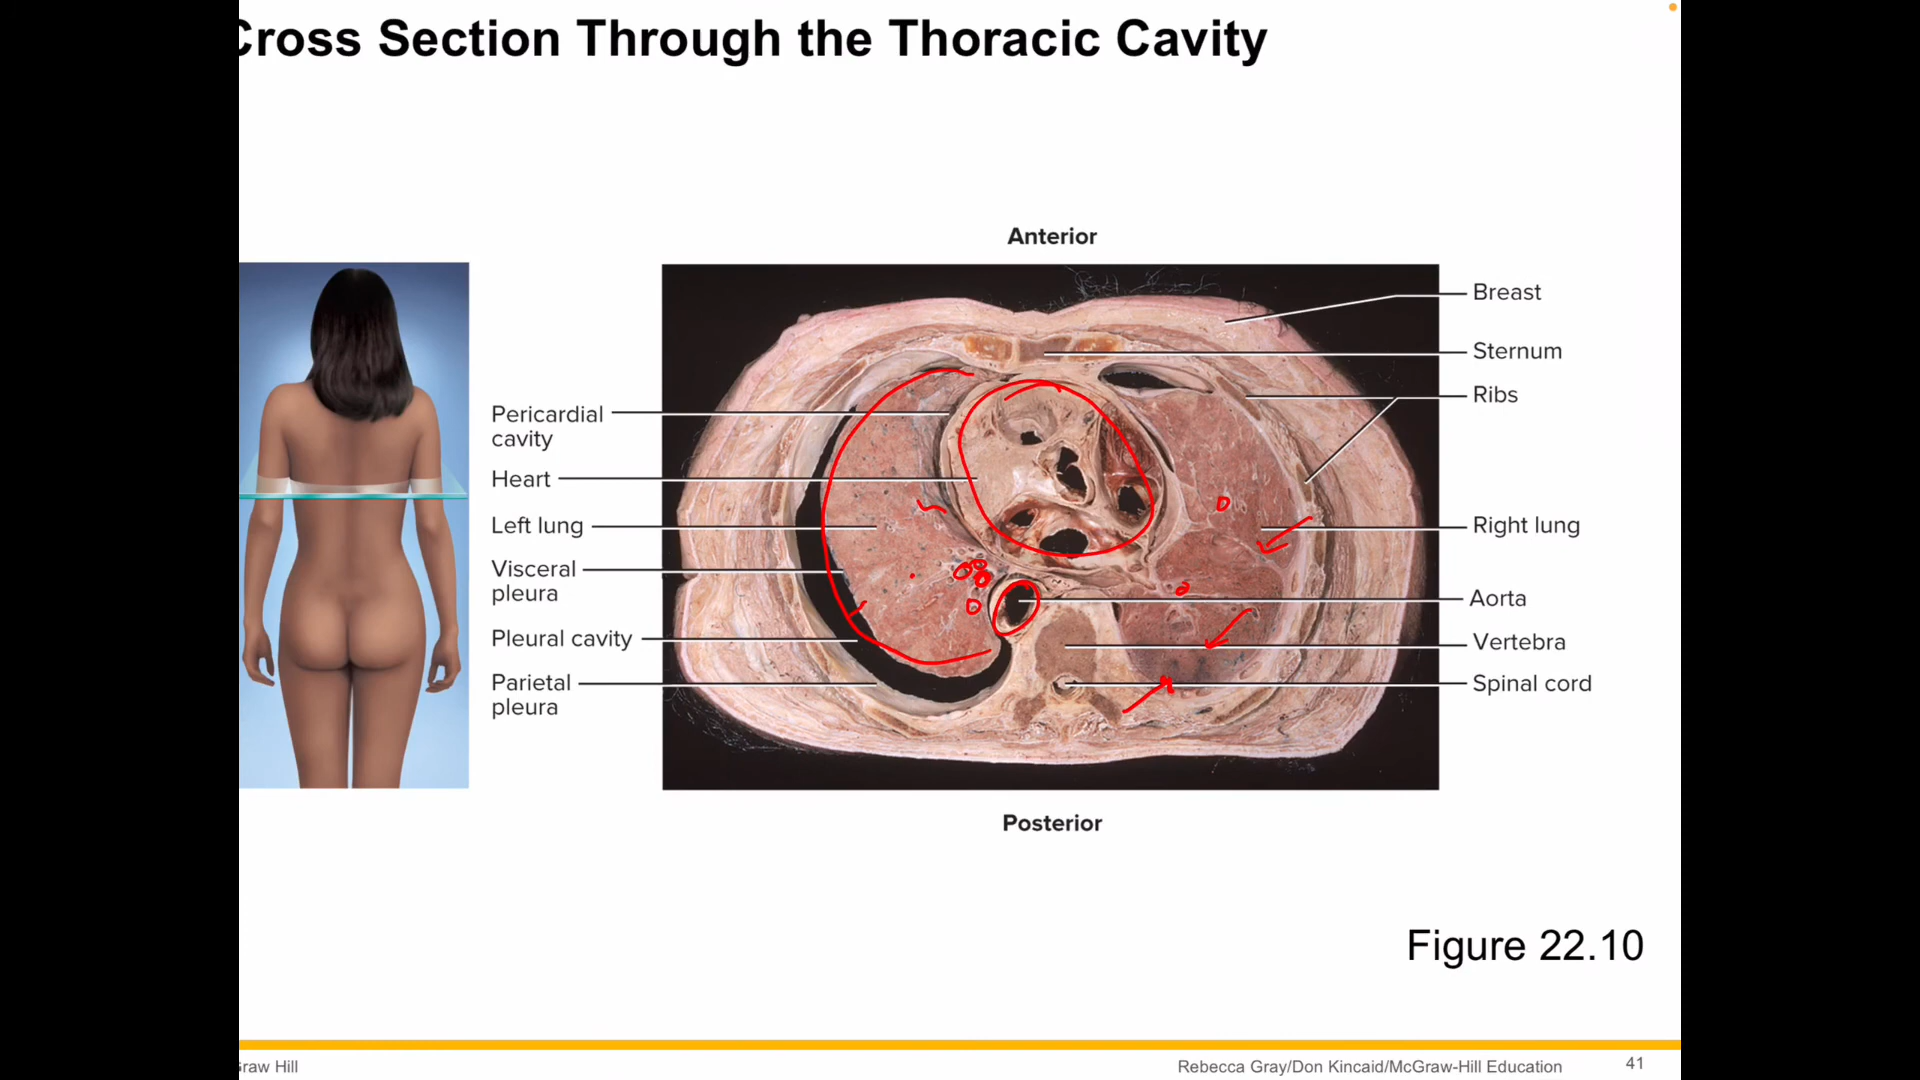 Cross Section Through the Thoracic Cavity
Anterior
Breast
Sternum
Ribs
Pericardial
cavity
Heart
Left lung
Visceral
pleura
Pleural cavity
Parietal
pleura
Right lung
Aorta
Vertebra
Spinal cord
Posterior
Figure 22.10
Graw Hill
Rebecca Gray/Don Kincaid/McGraw-Hill Education
41